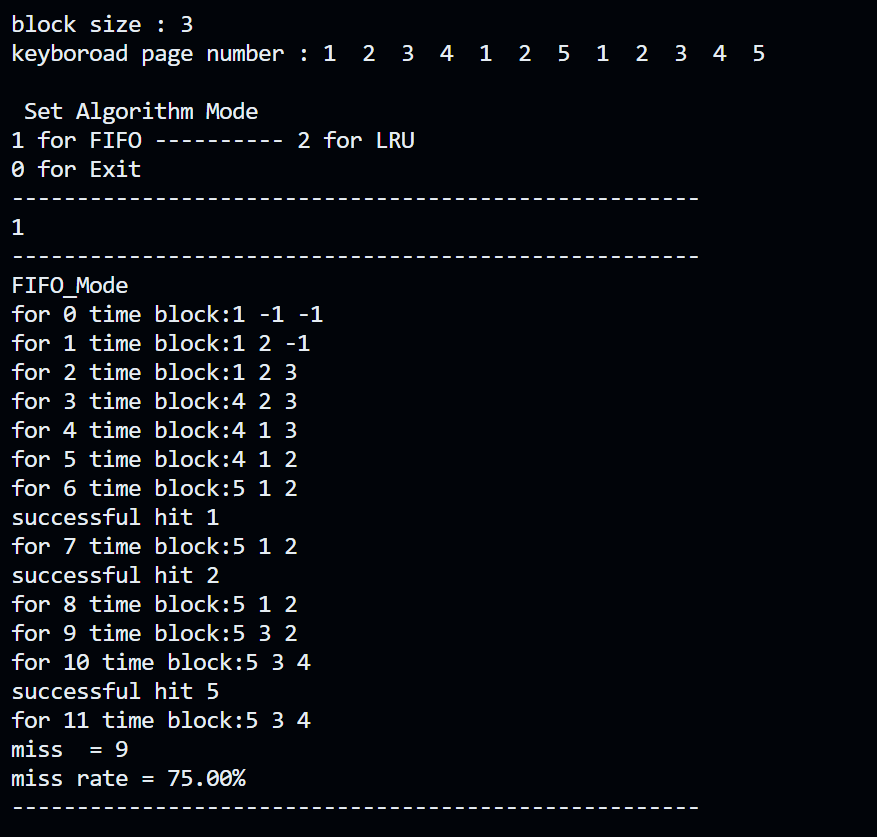 block size : 3
keyboroad page number : 1  2  3  4  1  2  5  1  2  3  4  5
Set Algorithm Mode
1 for FIFO ---------- 2 for LRU
0 for Exit
-----------------------------------------------------
1
-----------------------------------------------------
FIFO_Mode
for 0 time block:1 -1 -1
for 1 time block:1 2 -1
for 2 time block:1 2 3
for 3 time block:4 2 3
for 4 time block:4 1 3
for 5 time block:4 1 2
for 6 time block:5 1 2
successful hit 1
for 7 time block:5 1 2
successful hit 2
for 8 time block:5 1 2
for 9 time block:5 3 2
for 10 time block:5 3 4
successful hit 5
for 11 time block:5 3 4
miss  = 9
miss rate = 75.00%
-----------------------------------------------------